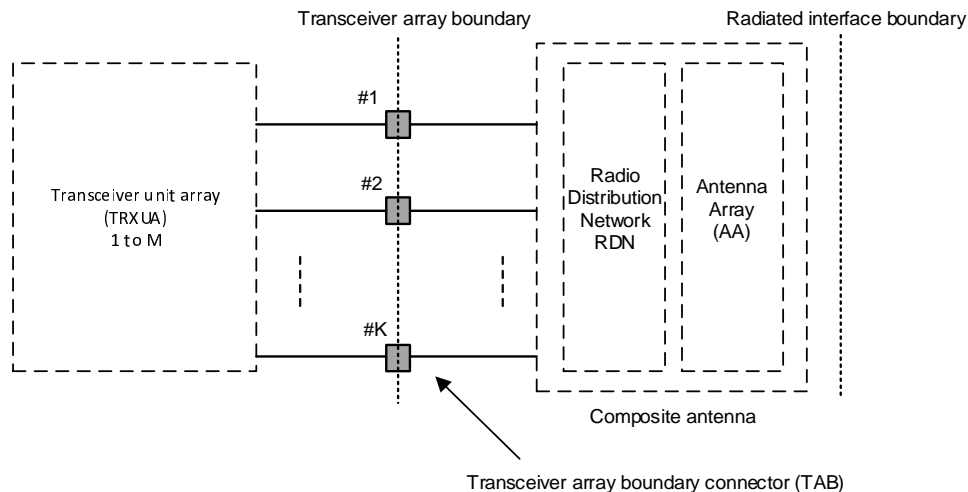 Transceiver array boundary
Radiated interface boundary
#1
#2
#K
Transceiver unit array
(TRXUA)
1 to M
Radio
Distribution
Network
RDN
Antenna
Array
(AA)
Composite antenna
Transceiver array boundary connector (TAB)